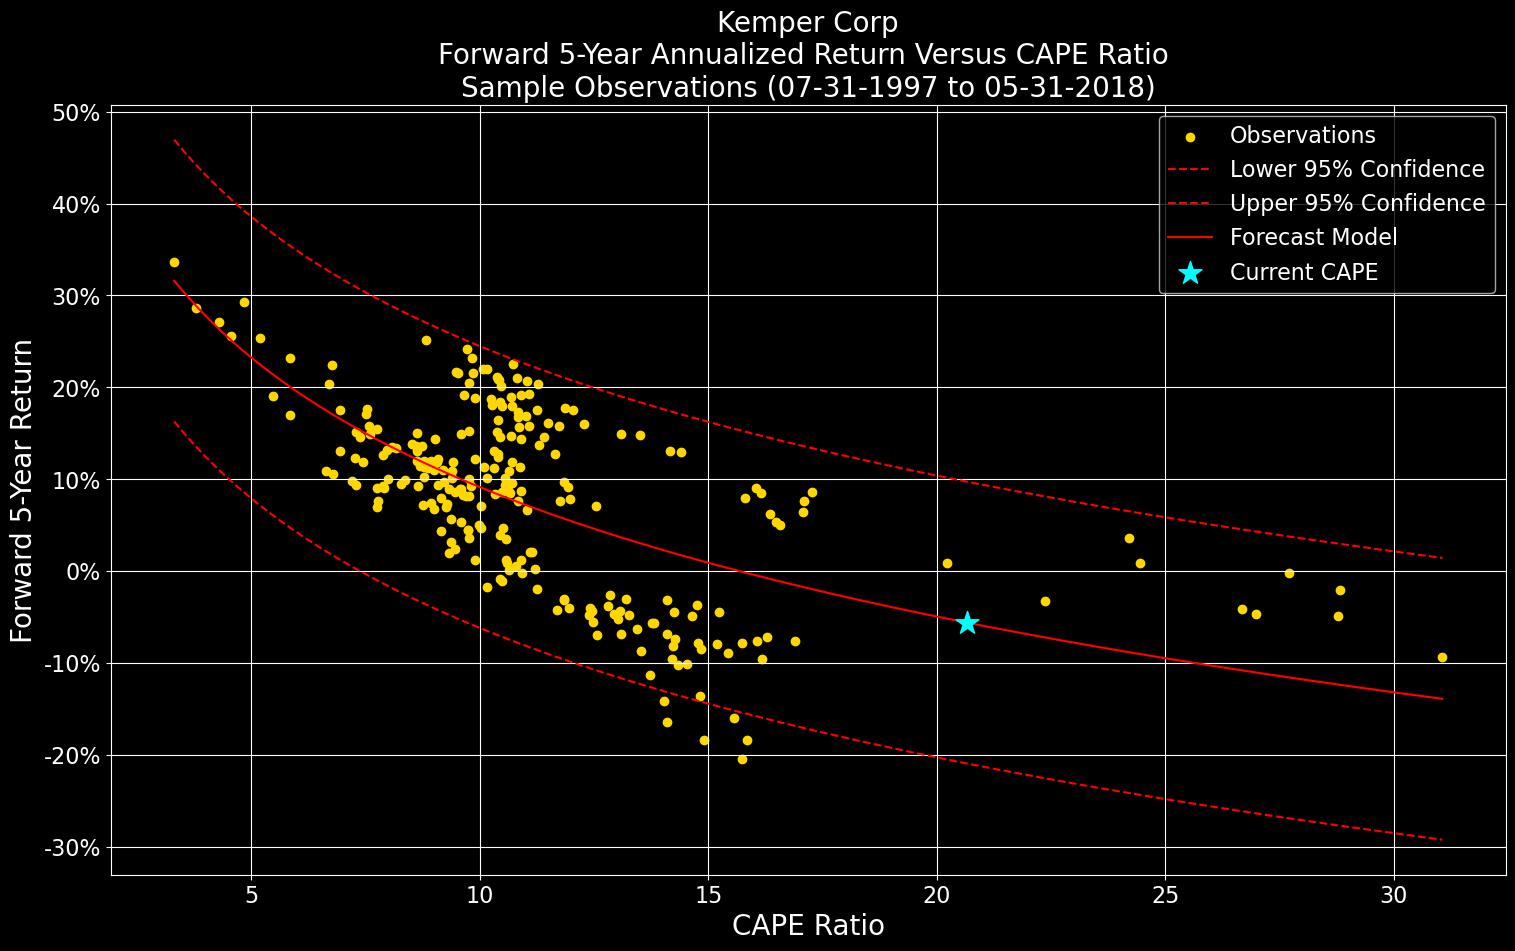 Kemper Corp
Forward 5-Year Annualized Return Versus CAPE Ratio
Sample Observations (07-31-1997 to 05-31-2018)
50%
40%
30%
20%
10%
0%
-10%
-20%
-30%
Forward 5-Year Return
Observations
Lower 95% Confidence
Upper 95% Confidence
Forecast Model
Current CAPE
5
10
15
20
25
30
CAPE Ratio